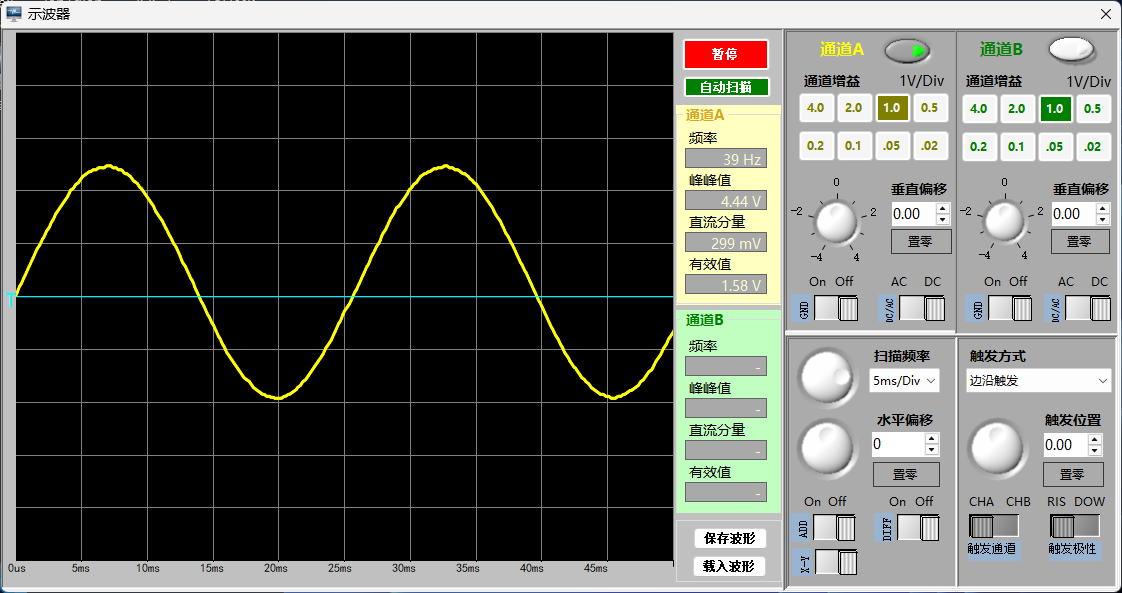 示波器
T
0us 5ms 10ms 15ms 20ms 25ms 30ms 35ms 40ms 45ms
暂停
自动扫描
通道A
频率
39 Hz
峰峰值
4.44 V
直流分量
299 mV
有效值
1.58 V
通道B
频率
-
峰峰值
-
直流分量
-
有效值
-
保存波形
载入波形
通道A
通道增益 1V/Div
4.0 2.0 1.0 0.5
0.2 0.1 .05 .02
0
-2 2
-4 4
垂直偏移
0.00
置零
On Off AC DC
GND DC/AC
通道B
通道增益 1V/Div
4.0 2.0 1.0 0.5
0.2 0.1 .05 .02
0
-2 2
-4 4
垂直偏移
0.00
置零
On Off AC DC
GND DC/AC
扫描频率
5ms/Div
水平偏移
0
置零
On Off On Off
ADD DIFF
X-Y
触发方式
边沿触发
触发位置
0.00
置零
CHA CHB RIS DOW
触发通道 触发极性